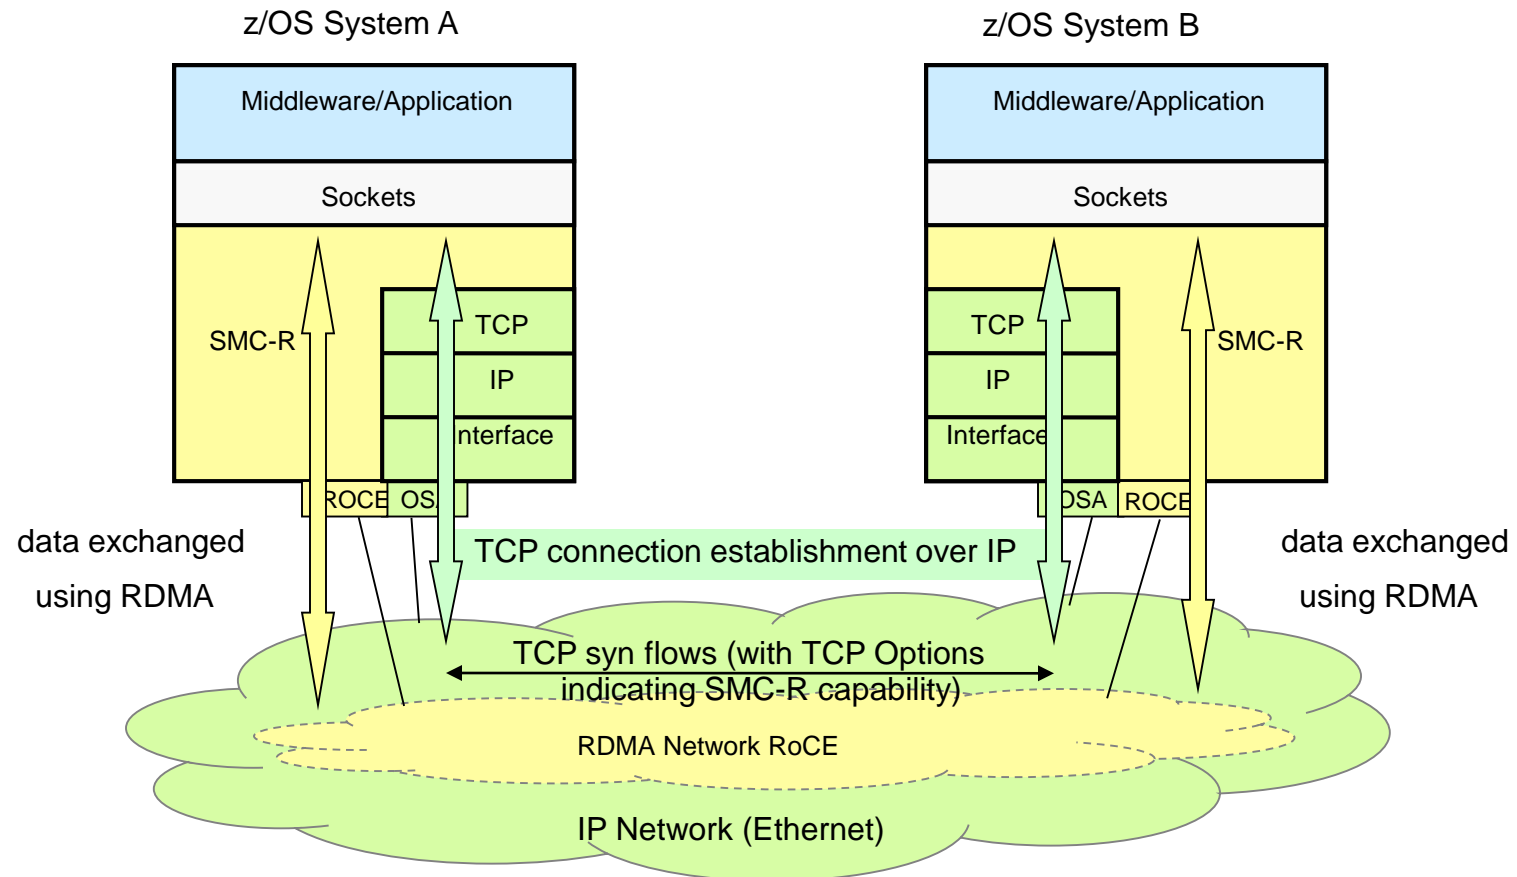 z/OS System A
z/OS System B
Middleware/Application
Middleware/Application
Sockets
Sockets
SMC-R
TCP
IP
nterface
TCP
IP
Interface
SMC-R
ROCE
OSA
OSA
ROCE
data exchanged
using RDMA
TCP connection establishment over IP
data exchanged
using RDMA
TCP syn flows (with TCP Options
indicating SMC-R capability)
RDMA Network RoCE
IP Network (Ethernet)